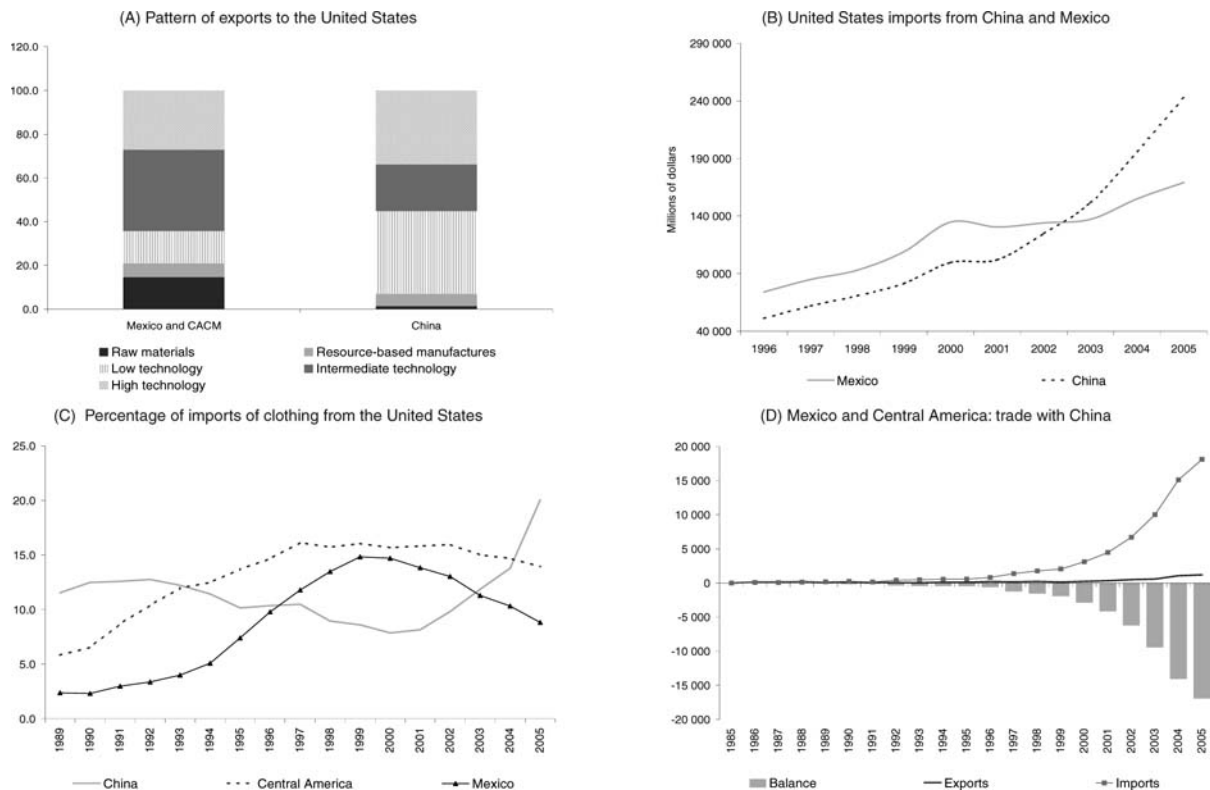 (A) Pattern of exports to the United States
120.0
100.0
80.0
60.0
40.0
20.0
0.0
Mexico and CACM
China
Raw materials
Resource-based manufactures
Low technology
Intermediate technology
High technology
(B) United States imports from China and Mexico
Millions of dollars
290 000
240 000
190 000
140 000
90 000
40 000
1996 1997 1998 1999 2000 2001 2002 2003 2004 2005
Mexico
China
(C) Percentage of imports of clothing from the United States
25.0
20.0
15.0
10.0
5.0
0.0
1989 1990 1991 1992 1993 1994 1995 1996 1997 1998 1999 2000 2001 2002 2003 2004 2005
China
Central America
Mexico
(D) Mexico and Central America: trade with China
20 000
15 000
10 000
5 000
0
-5 000
-10 000
-15 000
-20 000
1985 1986 1987 1988 1989 1990 1991 1992 1993 1994 1995 1996 1997 1998 1999 2000 2001 2002 2003 2004 2005
Balance
Exports
Imports